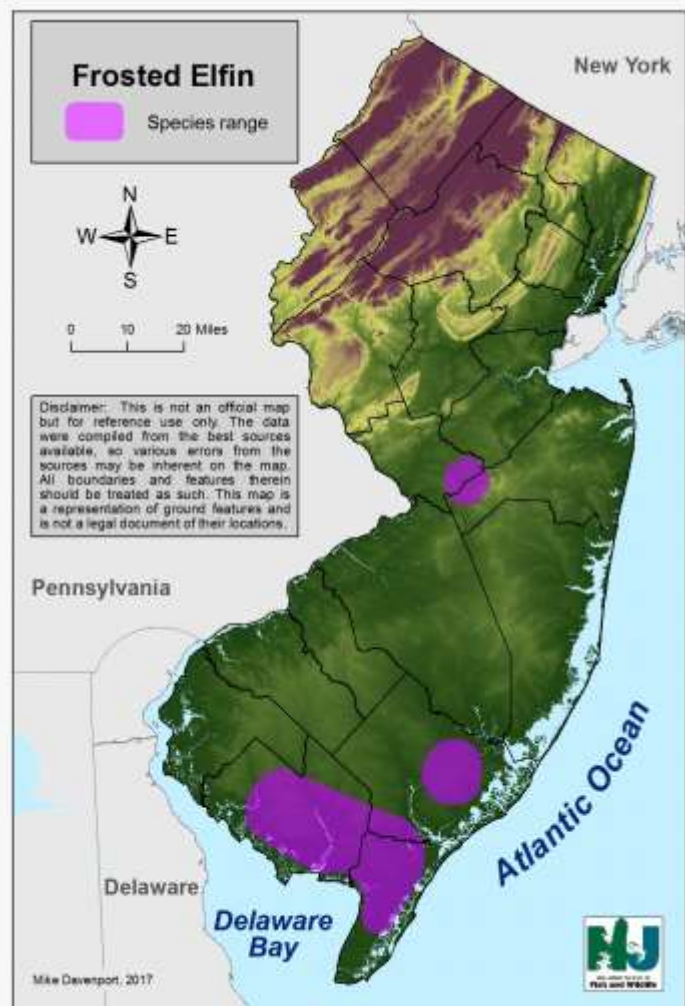 Frosted Elfin
Species range
New York
N
W E
S
0 10 20 Miles
Disclaimer: This is not an official map
but for reference use only. The data
were compiled from the best sources
available, so various errors from the
sources may be inherent on the map.
All boundaries and features therein
should be treated as such. This map is
a representation of ground features and
is not a legal document of their locations.
Pennsylvania
Atlantic Ocean
Delaware
Delaware
Bay
Mike Davenport, 2017
NJ
Fish and Wildlife